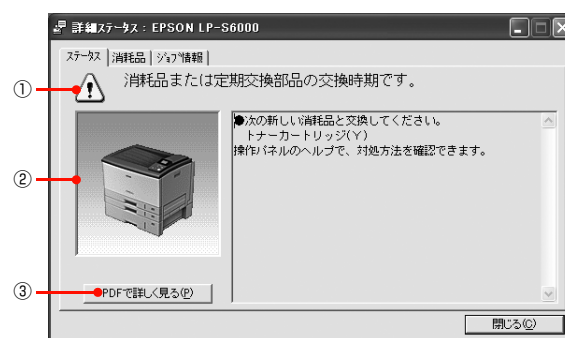 詳細ステータス : EPSON LP-S6000
ステータス 消耗品 ジョブ情報
① 消耗品または定期交換部品の交換時期です。
●次の新しい消耗品と交換してください。
トナーカートリッジ(Y)
操作パネルのヘルプで、対処方法を確認できます。
②
③ PDFで詳しく見る(P)
閉じる(C)